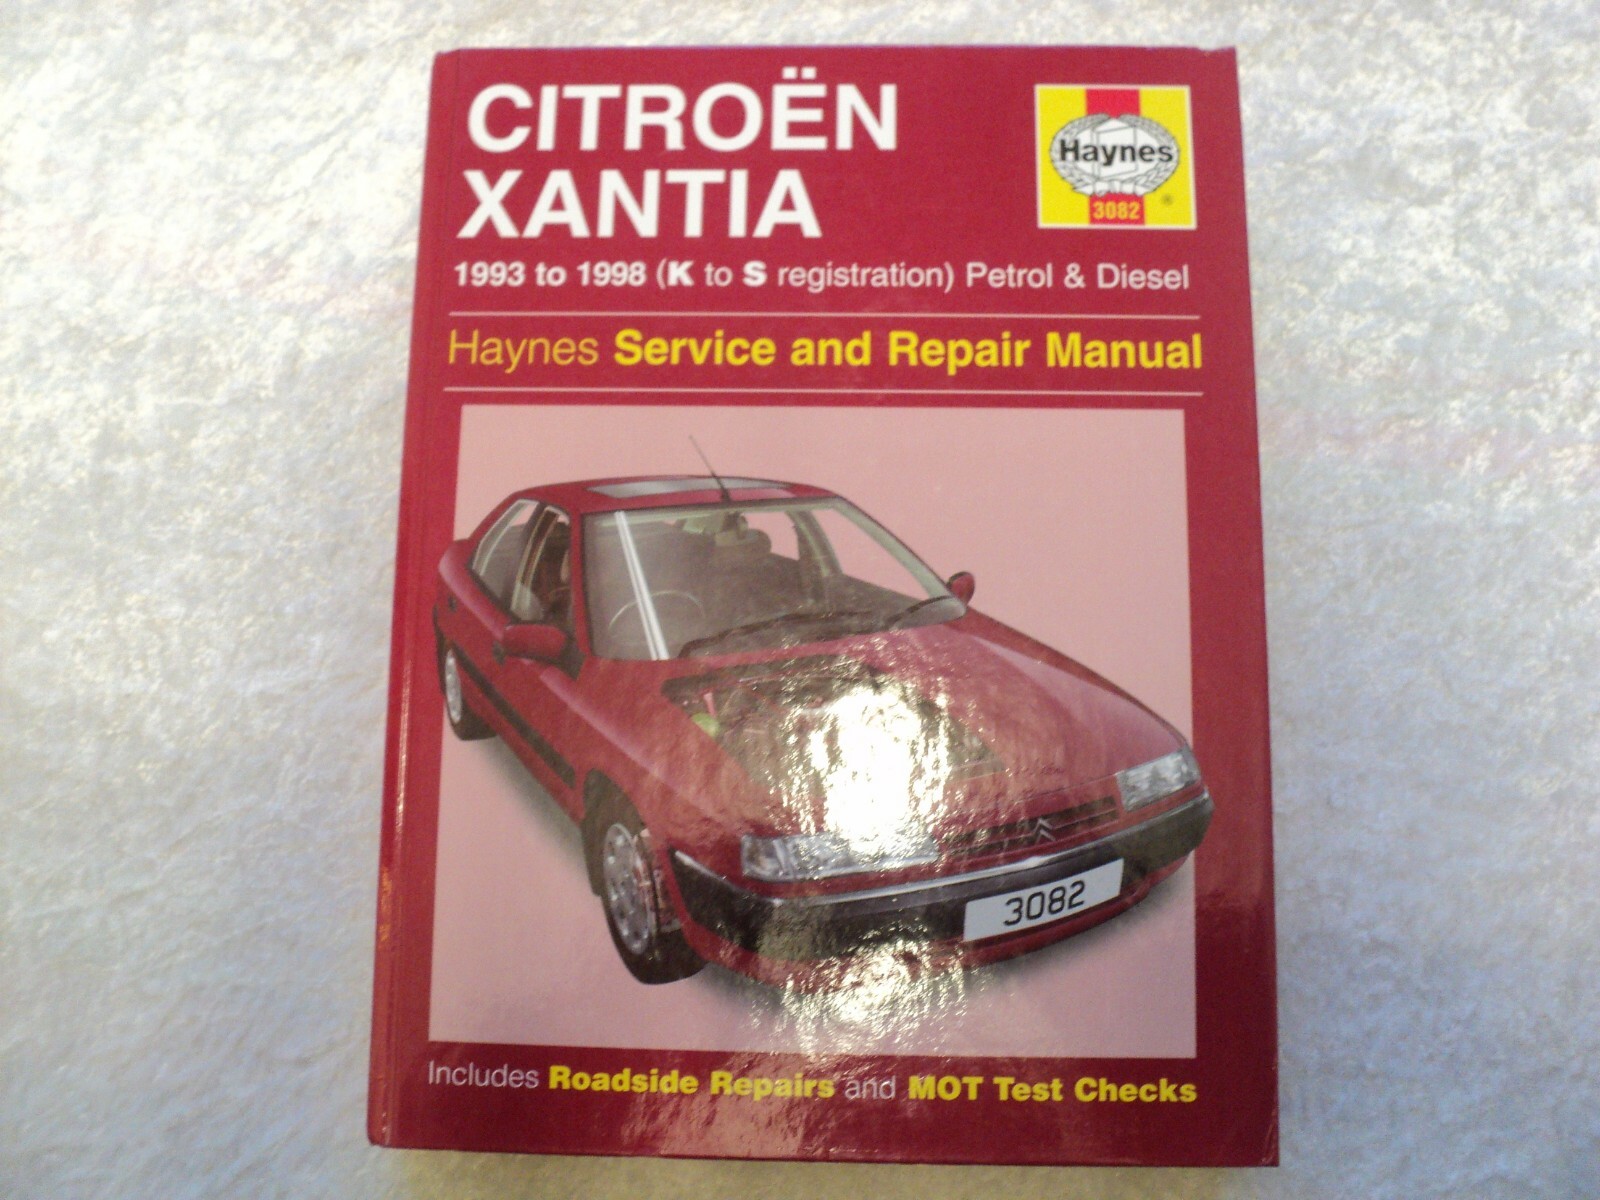 CITROËN
XANTIA
Haynes
3082
®
1993 to 1998 (K to S registration) Petrol & Diesel
Haynes Service and Repair Manual
3082
Includes Roadside Repairs and MOT Test Checks